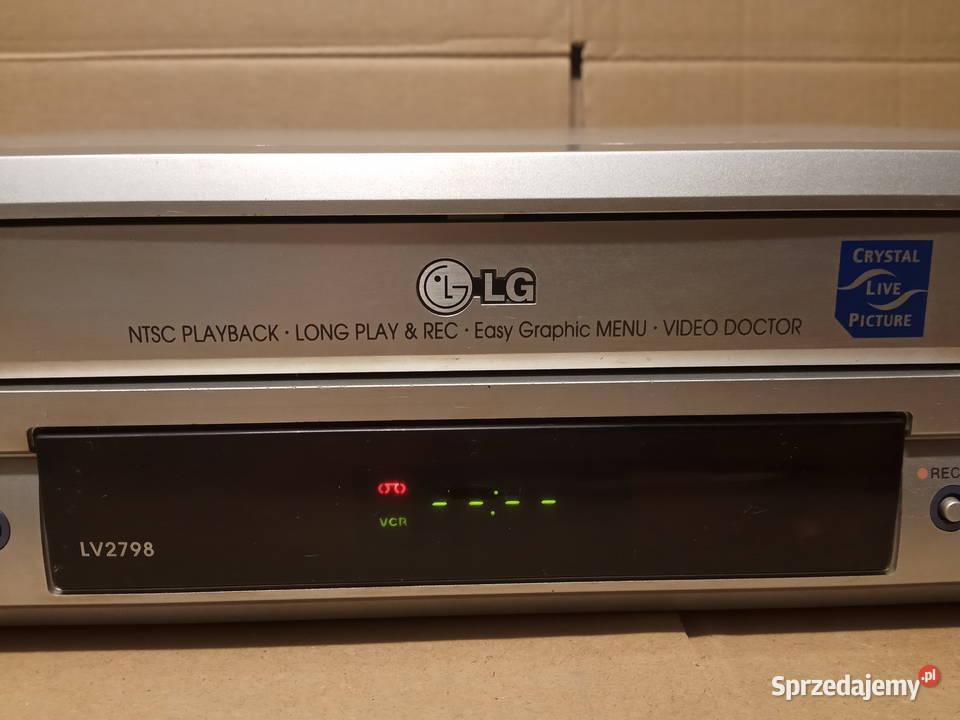 LG
NTSC PLAYBACK · LONG PLAY & REC · Easy Graphic MENU · VIDEO DOCTOR
CRYSTAL
LIVE
PICTURE
REC
VCR
- -:- -
LV2798
Sprzedajemy.pl